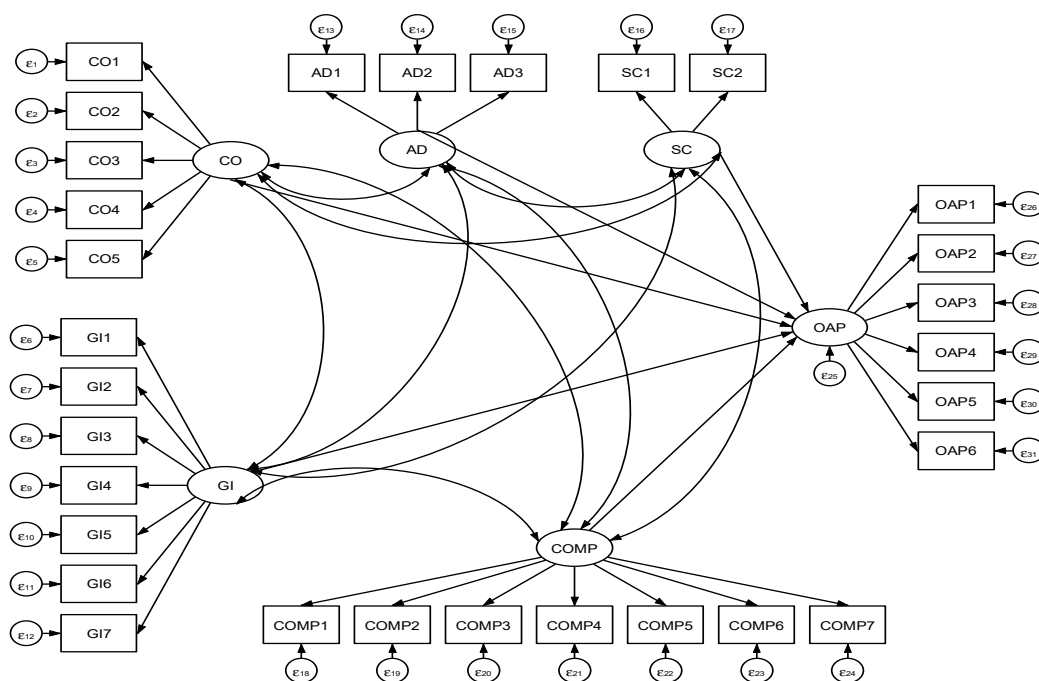 ε13
ε14
ε15
ε16
ε17
ε1 CO1
AD1
AD2
AD3
SC1
SC2
ε2 CO2
ε3 CO3
CO
AD
SC
ε4 CO4
ε5 CO5
OAP1 ε26
OAP2 ε27
OAP3 ε28
OAP
OAP4 ε29
ε25
OAP5 ε30
OAP6 ε31
ε6 GI1
ε7 GI2
ε8 GI3
ε9 GI4
GI
ε10 GI5
ε11 GI6
ε12 GI7
COMP
COMP1
COMP2
COMP3
COMP4
COMP5
COMP6
COMP7
ε18
ε19
ε20
ε21
ε22
ε23
ε24